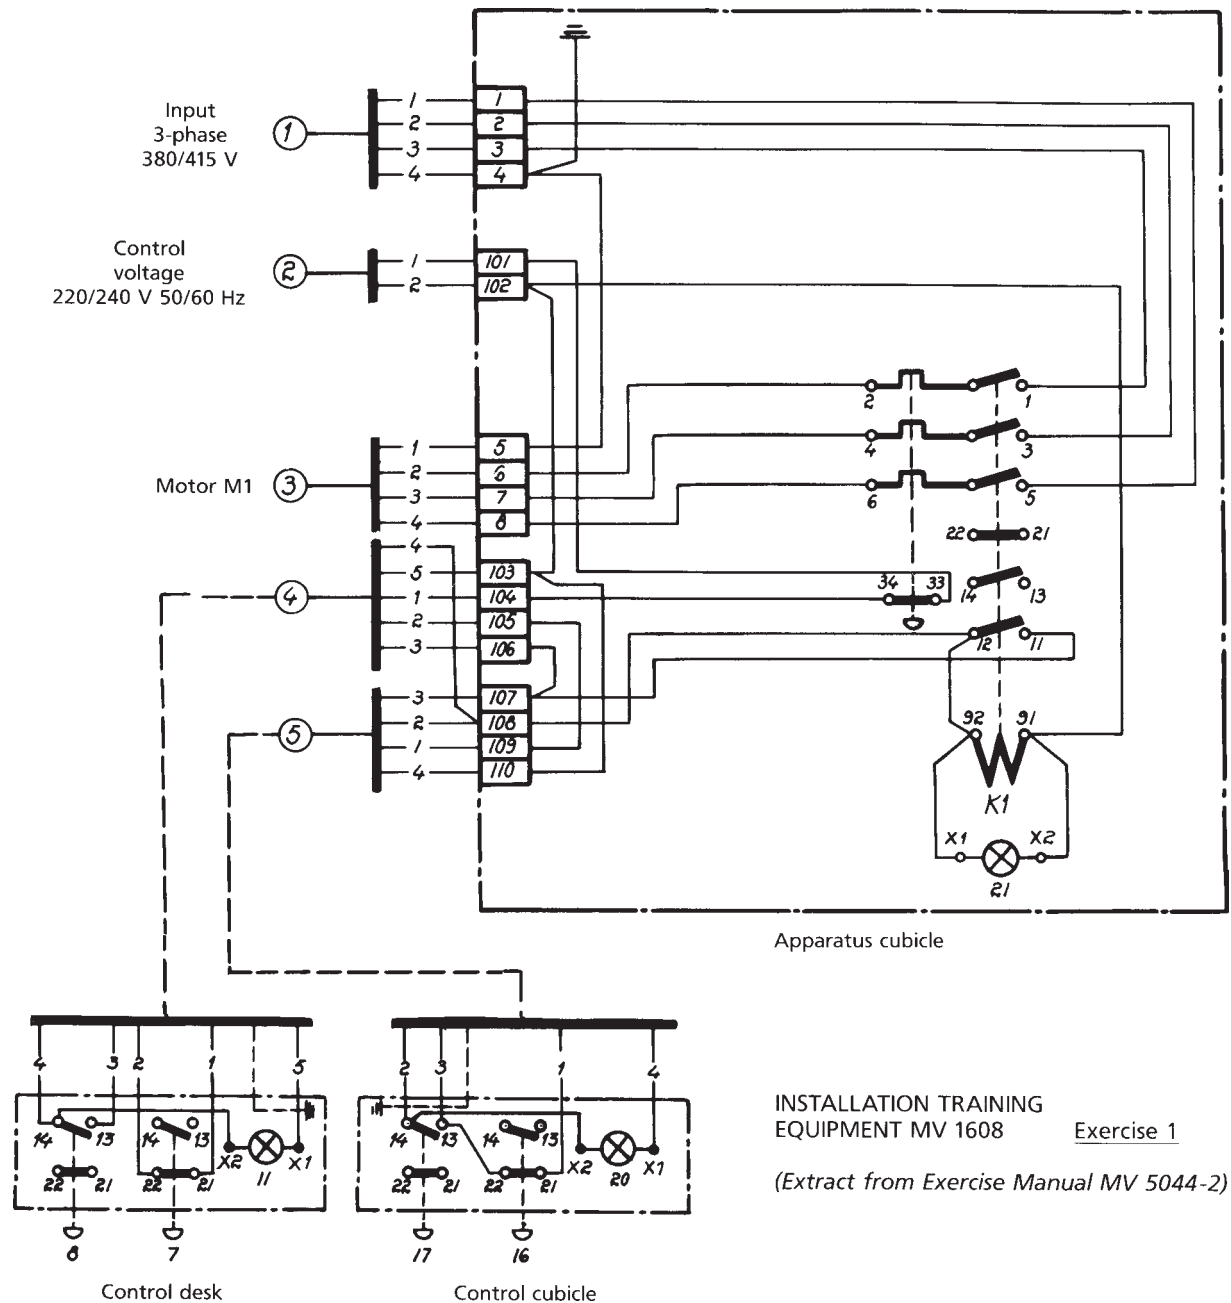 Input
3-phase
380/415 V
1
1 1
2 2
3 3
4 4
Control
voltage
220/240 V 50/60 Hz
2
1 101
2 102
Motor M1
3
1 5
2 6
3 7
4 8
4
4
5 103
1 104
2 105
3 106
5
3 107
2 108
1 109
4 110
2 1
4 3
6 5
22 21
34 33
14 13
12 11
92 91
K1
X1 X2
21
Apparatus cubicle
4 3 2 1 5
14 13 14 13
X2 X1
22 21 22 21 11
8 7
Control desk
2 3 1 4
14 13 14 13
X2 X1
22 21 22 21 20
17 16
Control cubicle
INSTALLATION TRAINING
EQUIPMENT MV 1608 Exercise 1
(Extract from Exercise Manual MV 5044-2)